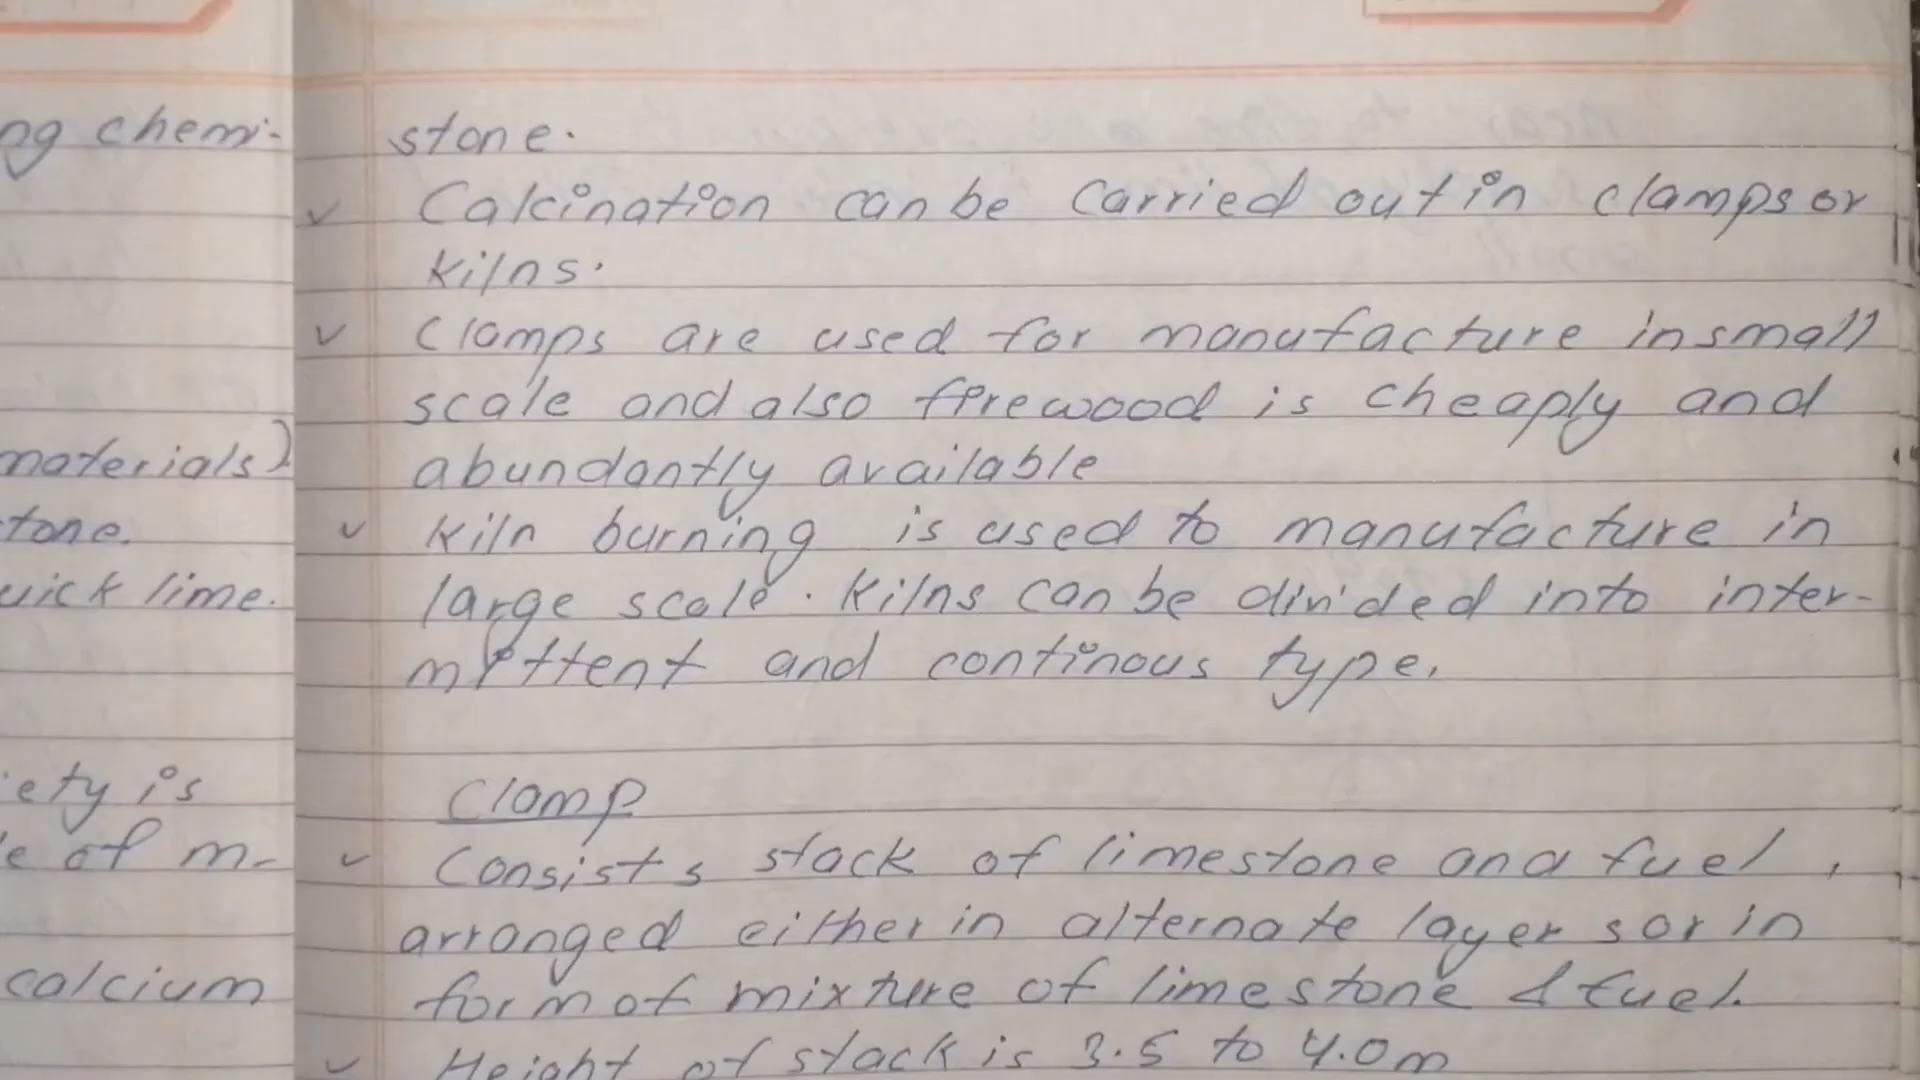 ng chemi-
materials)
tone.
uick lime.
ety is
e of m-
calcium
stone.
✓ Calcination can be carried out in clamps or
kilns.
✓ Clamps are used for manufacture in small
scale and also firewood is cheaply and
abundantly available
✓ Kiln burning is used to manufacture in
large scale. Kilns can be divided into inter-
mittent and continous type.
Clamp
✓ Consists stack of limestone and fuel,
arranged either in alternate layers or in
form of mixture of limestone & fuel.
✓ Height of stack is 3.5 to 4.0m